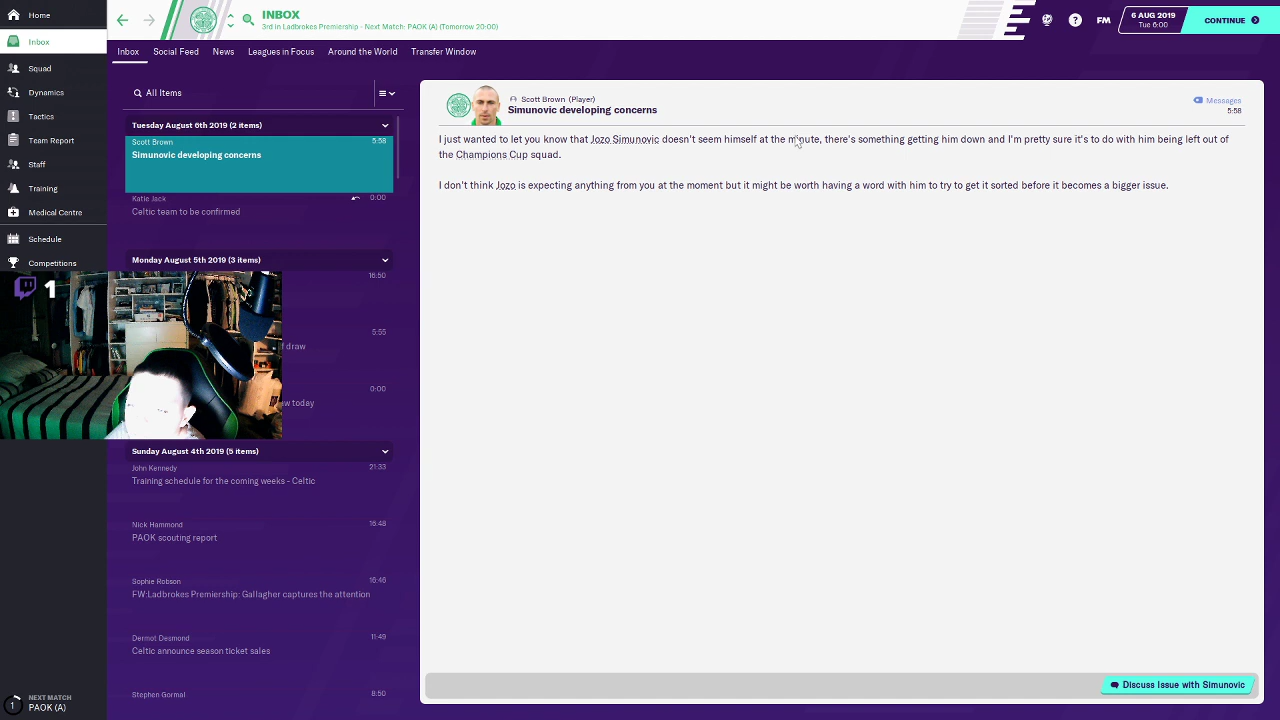 Home
Inbox
Squad
Dynamics
Tactics
Team Report
Staff
Training
Medical Centre
Schedule
Competitions
1
1
NEXT MATCH
PAOK (A)
INBOX
3rd in Ladbrokes Premiership - Next Match: PAOK (A) (Tomorrow 20:00)
?
FM
6 AUG 2019
Tue 6:00
CONTINUE
Inbox
Social Feed
News
Leagues in Focus
Around the World
Transfer Window
All Items
Tuesday August 6th 2019 (2 items)
Scott Brown
5:58
Simunovic developing concerns
Katie Jack
0:00
Celtic team to be confirmed
Monday August 5th 2019 (3 items)
16:50
5:55
f draw
0:00
ew today
Sunday August 4th 2019 (5 items)
John Kennedy
21:33
Training schedule for the coming weeks - Celtic
Nick Hammond
16:48
PAOK scouting report
Sophie Robson
16:46
FW:Ladbrokes Premiership: Gallagher captures the attention
Dermot Desmond
11:49
Celtic announce season ticket sales
Stephen Gormal
8:50
Scott Brown (Player)
Simunovic developing concerns
Messages
5:58
I just wanted to let you know that Jozo Simunovic doesn't seem himself at the minute, there's something getting him down and I'm pretty sure it's to do with him being left out of
the Champions Cup squad.
I don't think Jozo is expecting anything from you at the moment but it might be worth having a word with him to try to get it sorted before it becomes a bigger issue.
Discuss Issue with Simunovic